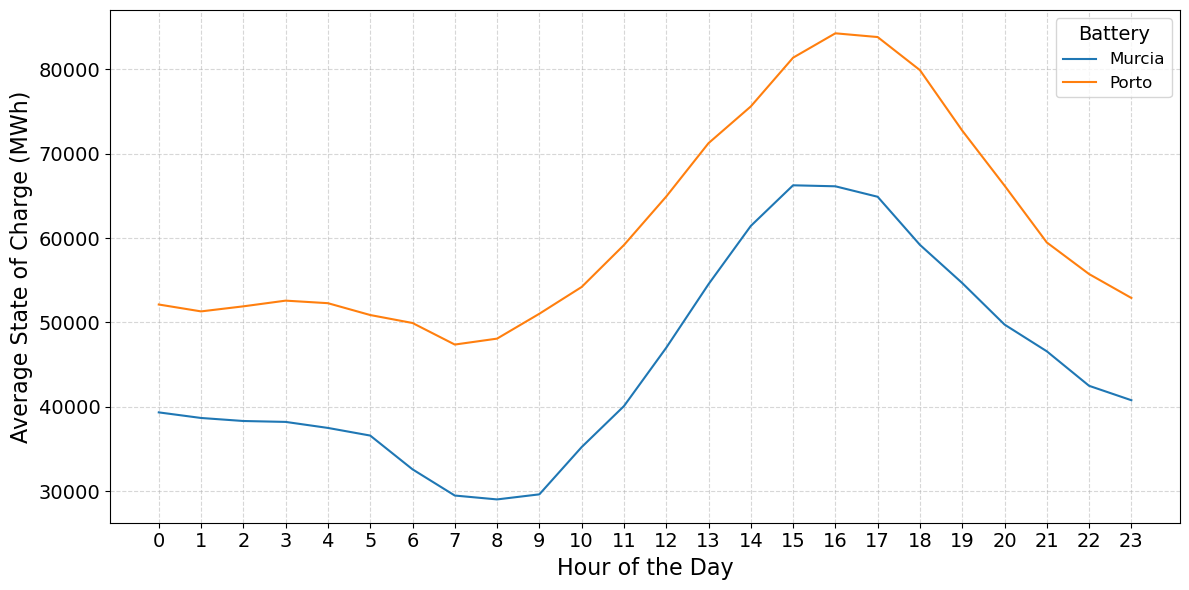 Battery
Murcia
Porto
Average State of Charge (MWh)
80000
70000
60000
50000
40000
30000
0 1 2 3 4 5 6 7 8 9 10 11 12 13 14 15 16 17 18 19 20 21 22 23
Hour of the Day